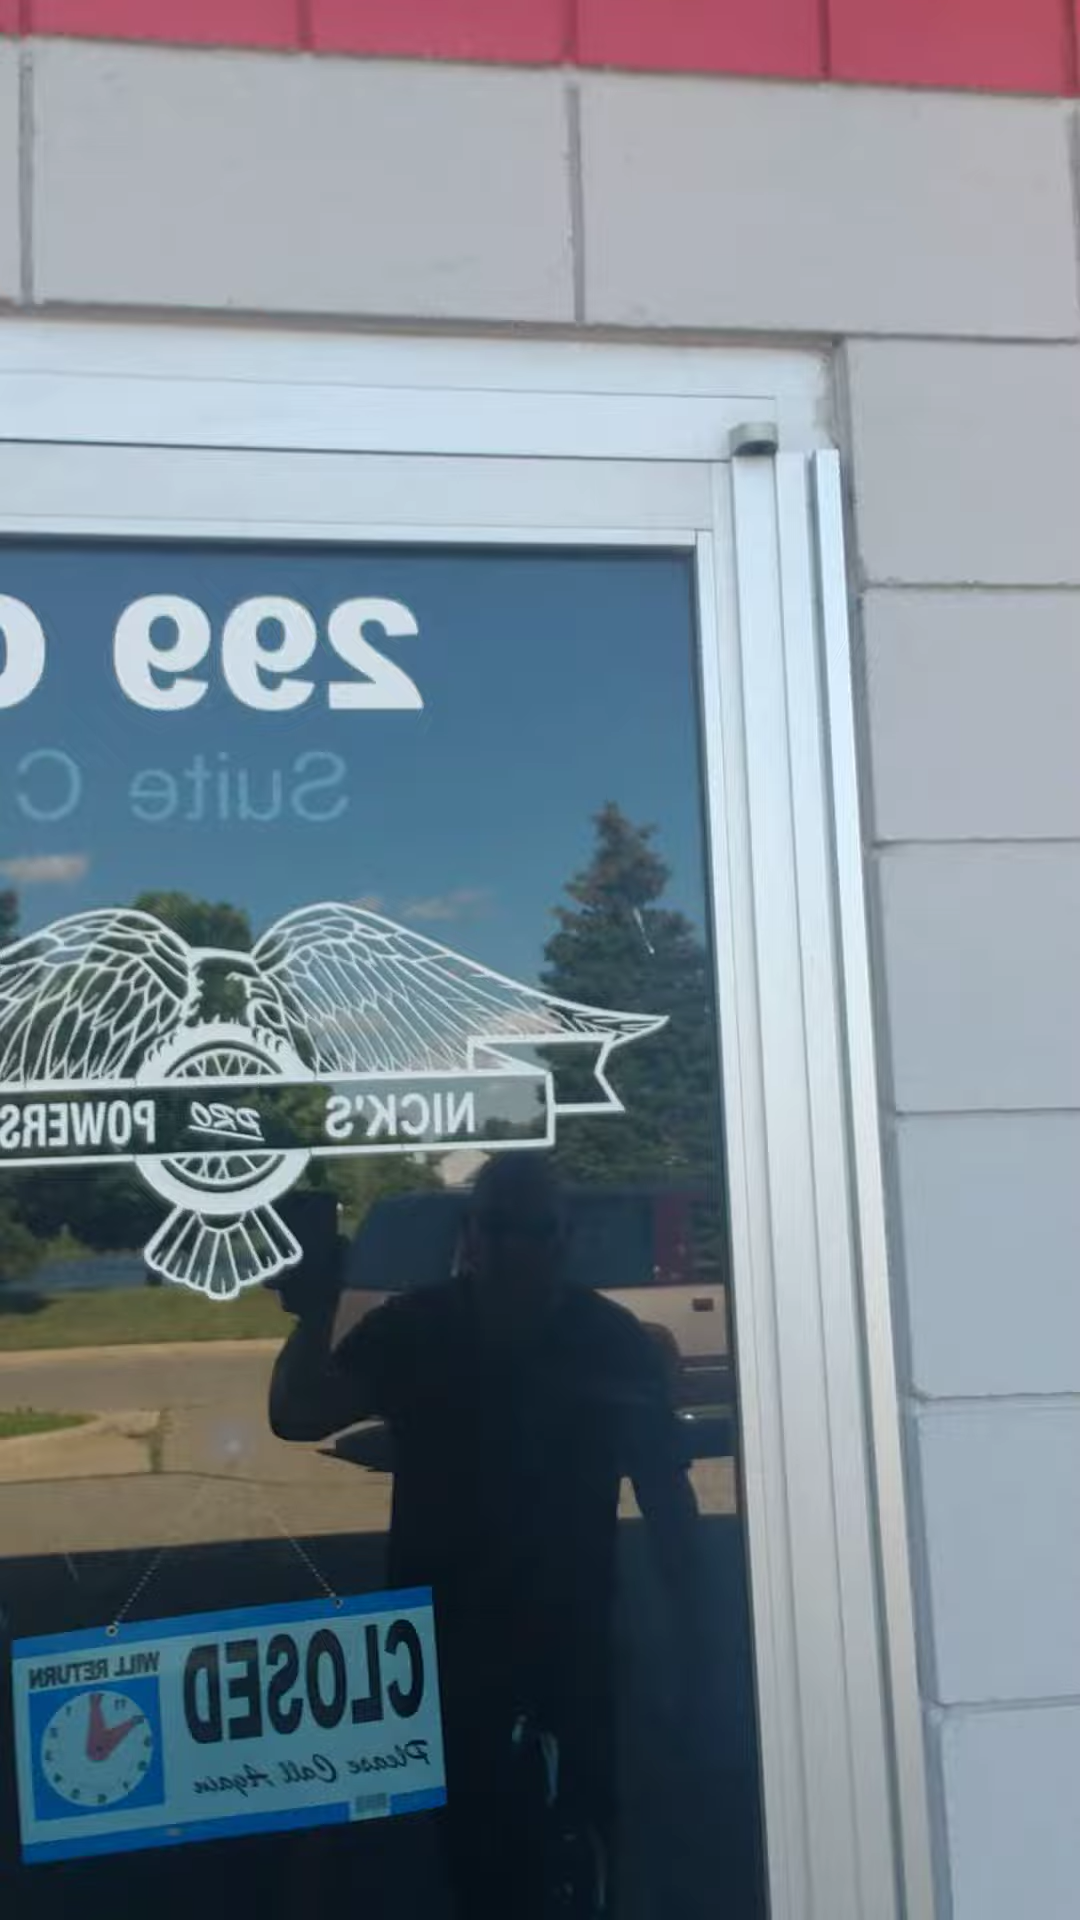 299
Suite C
NICK'S PRO POWERS
CLOSED
WILL RETURN
Please Call Again